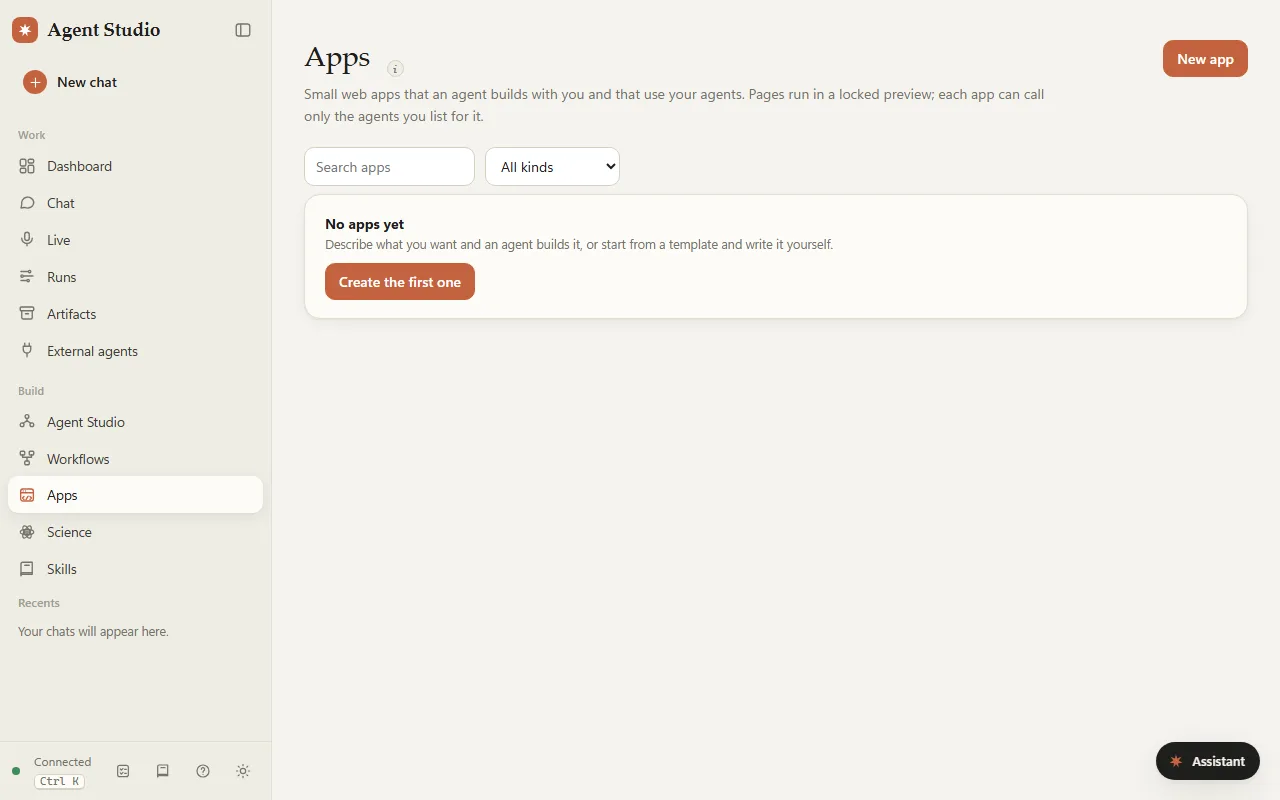 Agent Studio
New chat
Work
Dashboard
Chat
Live
Runs
Artifacts
External agents
Build
Agent Studio
Workflows
Apps
Science
Skills
Recents
Your chats will appear here.
Connected
Ctrl K
Apps
i
New app
Small web apps that an agent builds with you and that use your agents. Pages run in a locked preview; each app can call
only the agents you list for it.
Search apps
All kinds
No apps yet
Describe what you want and an agent builds it, or start from a template and write it yourself.
Create the first one
Assistant